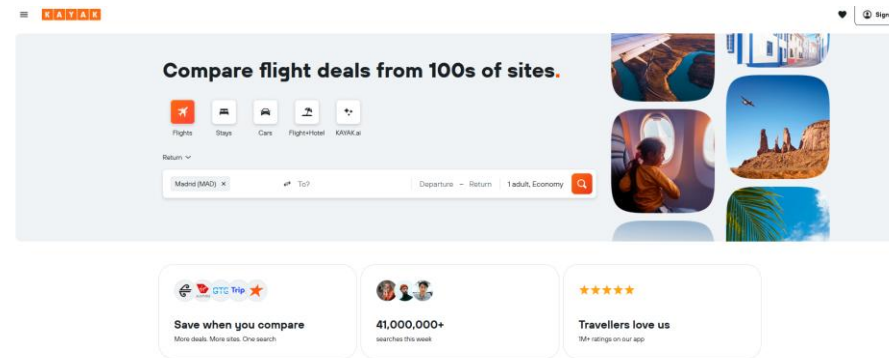 KAYAK
Sign
Compare flight deals from 100s of sites.
Flights Stays Cars Flight+Hotel KAYAK.ai
Return
Madrid (MAD) × To? Departure – Return 1 adult, Economy
GTC Trip.
Save when you compare
More deals. More sites. One search
41,000,000+
searches this week
Travellers love us
1M+ ratings on our app